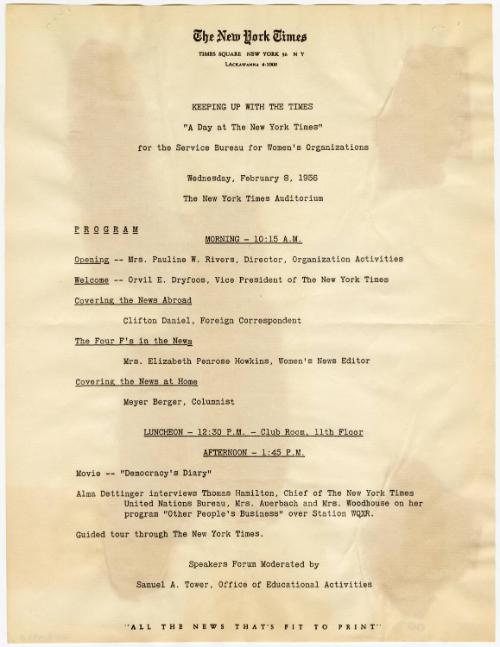 The New York Times
TIMES SQUARE NEW YORK 36 N Y
LACKAWANNA 4-1000
KEEPING UP WITH THE TIMES
"A Day at The New York Times"
for the Service Bureau for Women's Organizations
Wednesday, February 8, 1956
The New York Times Auditorium
PROGRAM
MORNING - 10:15 A.M.
Opening -- Mrs. Pauline W. Rivers, Director, Organization Activities
Welcome -- Orvil E. Dryfoos, Vice President of The New York Times
Covering the News Abroad
Clifton Daniel, Foreign Correspondent
The Four F's in the News
Mrs. Elizabeth Penrose Howkins, Women's News Editor
Covering the News at Home
Meyer Berger, Columnist
LUNCHEON - 12:30 P.M. - Club Room, 11th Floor
AFTERNOON - 1:45 P.M.
Movie -- "Democracy's Diary"
Alma Dettinger interviews Thomas Hamilton, Chief of The New York Times
United Nations Bureau, Mrs. Auerbach and Mrs. Woodhouse on her
program "Other People's Business" over Station WQXR.
Guided tour through The New York Times.
Speakers Forum Moderated by
Samuel A. Tower, Office of Educational Activities
"ALL THE NEWS THAT'S FIT TO PRINT"